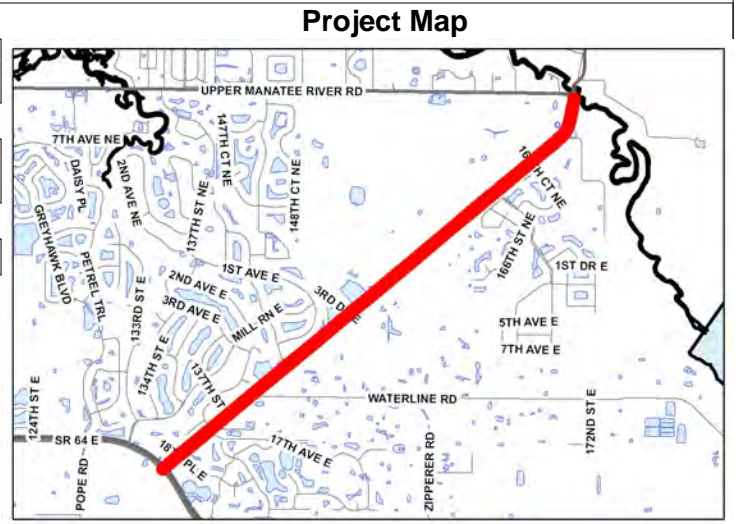 Project Map
UPPER MANATEE RIVER RD
7TH AVE NE
147TH CT NE
DAISY PL
2ND AVE NE
137TH ST NE
148TH CT NE
GREYHAWK BLVD
PETREL TRL
166TH ST NE
1ST AVE E
1ST DR E
2ND AVE E
3RD AVE E
133RD ST E
MILL RN E
5TH AVE E
7TH AVE E
134TH ST E
137TH ST
WATERLINE RD
124TH ST E
SR 64 E
17TH AVE E
172ND ST E
POPE RD
ZIPPERER RD